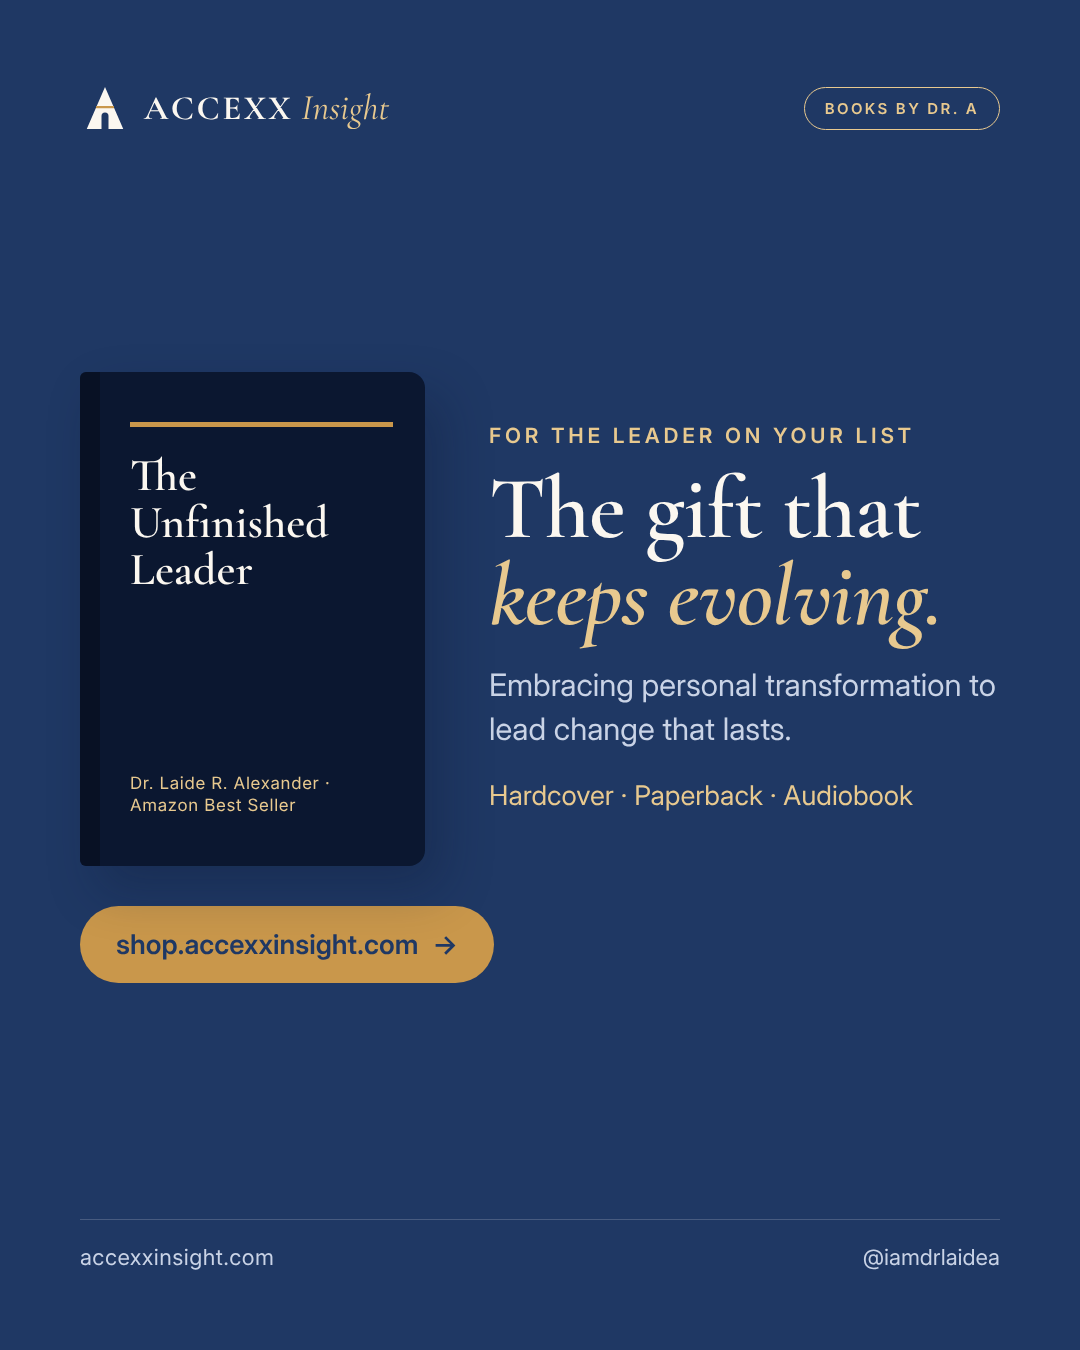 ACCEXX Insight
BOOKS BY DR. A
The
Unfinished
Leader
Dr. Laide R. Alexander ·
Amazon Best Seller
FOR THE LEADER ON YOUR LIST
The gift that
keeps evolving.
Embracing personal transformation to
lead change that lasts.
Hardcover · Paperback · Audiobook
shop.accexxinsight.com →
accexxinsight.com
@iamdrlaidea